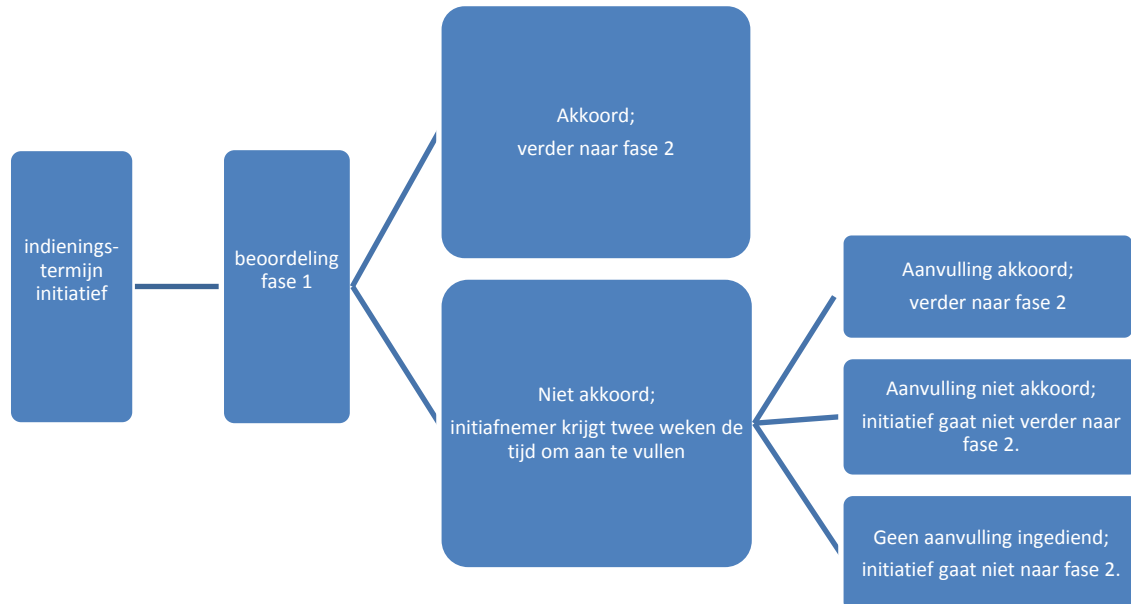 indienings-
termijn
initiatief
beoordeling
fase 1
Akkoord;
verder naar fase 2
Niet akkoord;
initiafnemer krijgt twee weken de
tijd om aan te vullen
Aanvulling akkoord;
verder naar fase 2
Aanvulling niet akkoord;
initiatief gaat niet verder naar
fase 2.
Geen aanvulling ingediend;
initiatief gaat niet naar fase 2.